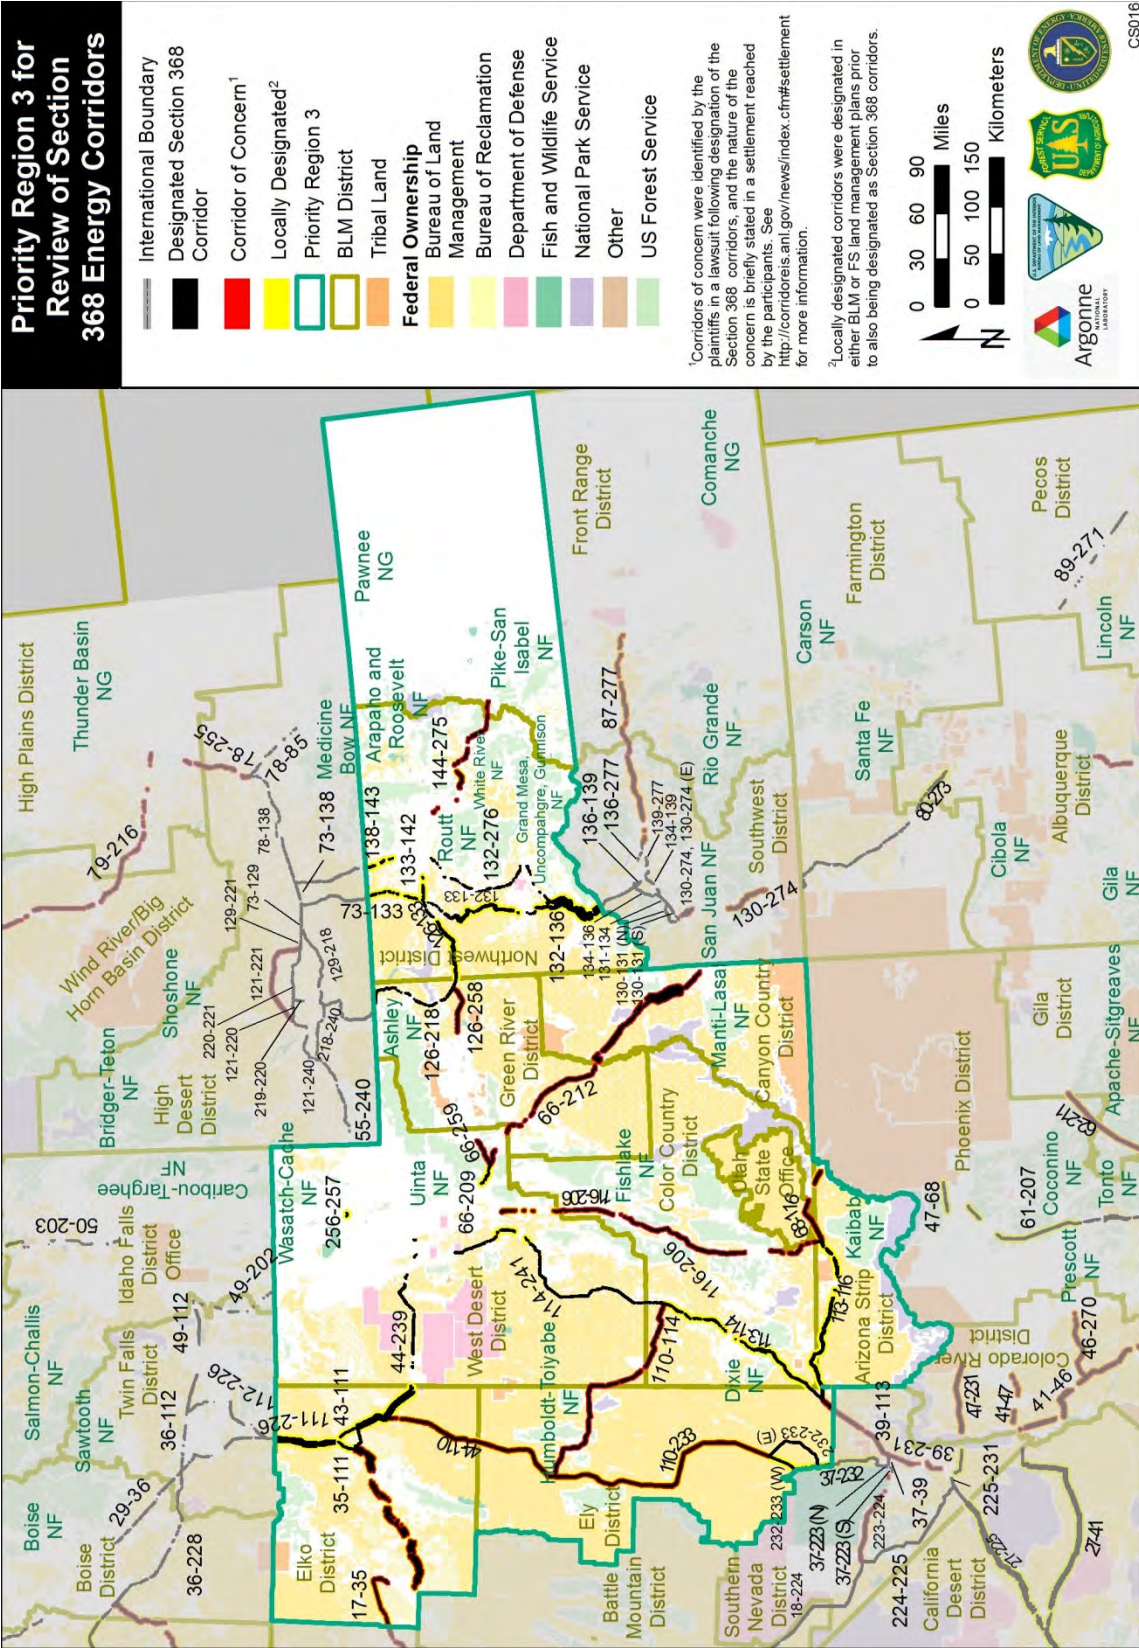 Priority Region 3 for
Review of Section
368 Energy Corridors
International Boundary
Designated Section 368
Corridor
Corridor of Concern1
Locally Designated2
Priority Region 3
BLM District
Tribal Land
Federal Ownership
Bureau of Land
Management
Bureau of Reclamation
Department of Defense
Fish and Wildlife Service
National Park Service
Other
US Forest Service
1Corridors of concern were identified by the
plaintiffs in a lawsuit following designation of the
Section 368 corridors, and the nature of the
concern is briefly stated in a settlement reached
by the participants. See
http://corridoreis.anl.gov/news/index.cfm#settlement
for more information.
2Locally designated corridors were designated in
either BLM or FS land management plans prior
to also being designated as Section 368 corridors.
N
0 30 60 90
Miles
0 50 100 150
Kilometers
Argonne
NATIONAL
LABORATORY
FOREST SERVICE
UAS
DEPARTMENT OF AGRICULTURE
CS016
High Plains District
Thunder Basin
NG
79-216
18-255
78-85
78-138
Medicine
Bow NF
73-138
Wind River/Big
Horn Basin District
129-221
73-129
Shoshone
NF
121-221
129-218
220-221
121-220
219-220
218-240
121-240
Bridger-Teton
NF
High
Desert
District
55-240
Caribou-Targhee
NF
50-203
Idaho Falls
District
Office
49-202
49-112
Salmon-Challis
NF
Twin Falls
District
Sawtooth
NF
36-112
112-226
111-226
Boise
NF
29-36
Boise
District
36-228
Pawnee
NG
Arapaho and
Roosevelt
NF
138-143
133-142
144-275
Pike-San
Isabel
NF
White River
NF
Routt
NF
132-276
Grand Mesa,
Uncompahgre, Gunnison
NF
73-133
126-133
132-133
Northwest District
132-136
Ashley
NF
126-218
126-258
Green River
District
Wasatch-Cache
NF
256-257
Uinta
NF
66-259
66-209
66-212
44-239
West Desert
District
114-241
116-206
Fishlake
NF
Color Country
District
Manti-Lasal
NF
Canyon Country
District
Utah
State
Office
68-116
116-206
43-111
35-111
Elko
District
17-35
44-110
Humboldt-Toiyabe
NF
110-114
113-114
Dixie
NF
110-233
Ely
District
232-233 (E)
232-233 (W)
113-116
Arizona Strip
District
Kaibab
NF
Front Range
District
Comanche
NG
87-277
136-139
136-277
139-277
134-139
130-274, 130-274 (E)
134-136
131-134
130-131 (N)
130-131 (S)
Rio Grande
NF
San Juan NF
Southwest
District
130-274
Carson
NF
Farmington
District
Santa Fe
NF
80-273
Cibola
NF
Albuquerque
District
Pecos
District
89-271
Lincoln
NF
Gila
NF
Gila
District
Apache-Sitgreaves
NF
Phoenix District
62-211
47-68
61-207
Coconino
NF
Tonto
NF
Prescott
NF
46-270
Colorado River
District
41-46
41-47
47-231
39-113
39-231
37-39
225-231
Battle
Mountain
District
Southern
Nevada
District
18-224
37-232
37-223 (N)
37-223 (S)
223-224
224-225
California
Desert
District
27-225
27-41